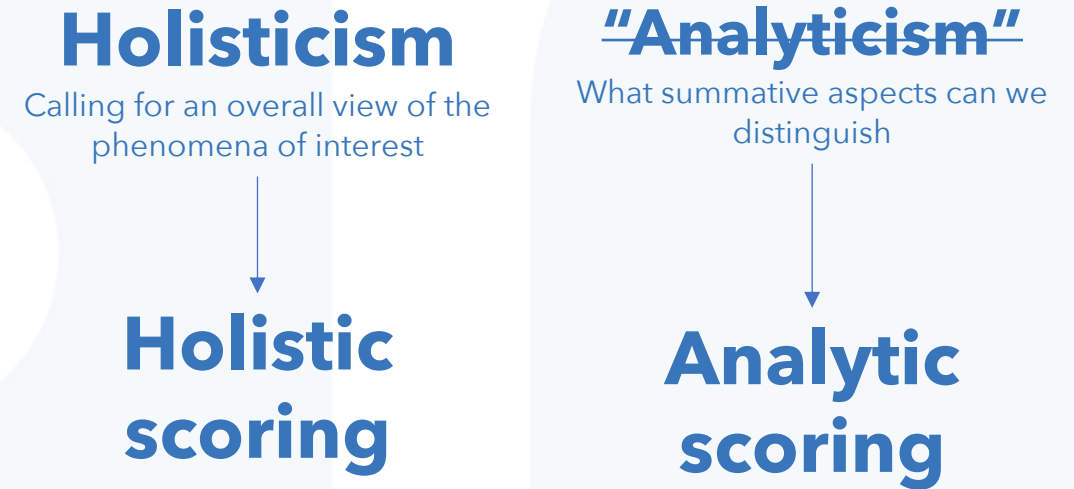 Holisticism
Calling for an overall view of the
phenomena of interest
Holistic
scoring
"Analyticism"
What summative aspects can we
distinguish
Analytic
scoring